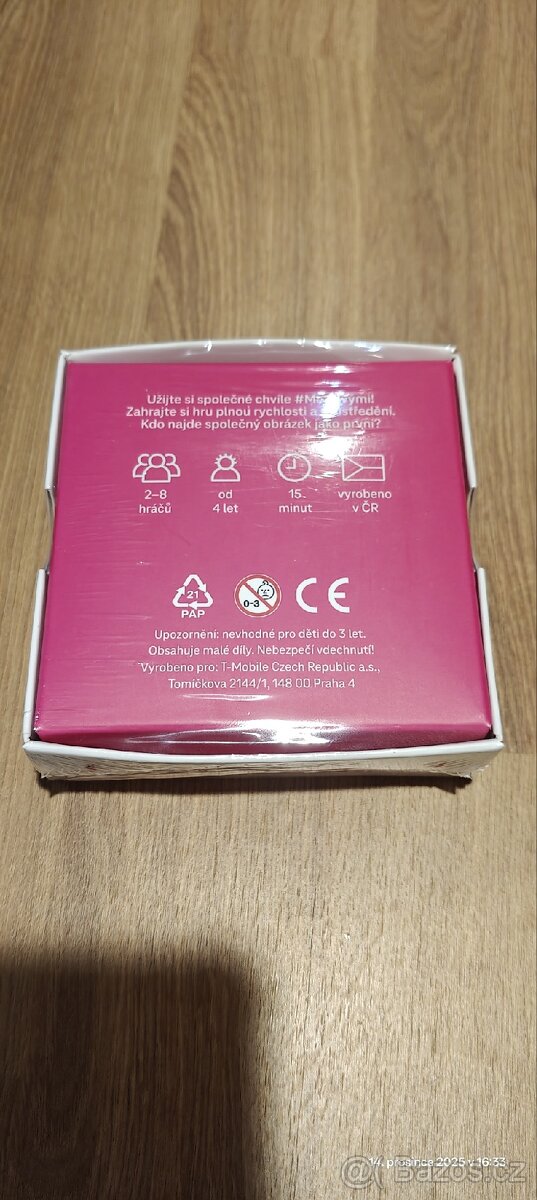 Užijte si společné chvíle
Zahrajte si hru plnou rychlosti a
Kdo najde společný obrázek jako první?
2–8 od 15 vyrobeno
hráčů 4 let minut v ČR
21
PAP
0-3
CE
Upozornění: nevhodné pro děti do 3 let.
Obsahuje malé díly. Nebezpečí vdechnutí!
Vyrobeno pro: T-Mobile Czech Republic a.s.,
Tomíčkova 2144/1, 148 00 Praha 4
14. prosince 2025 v 16:33
@Bazos.cz